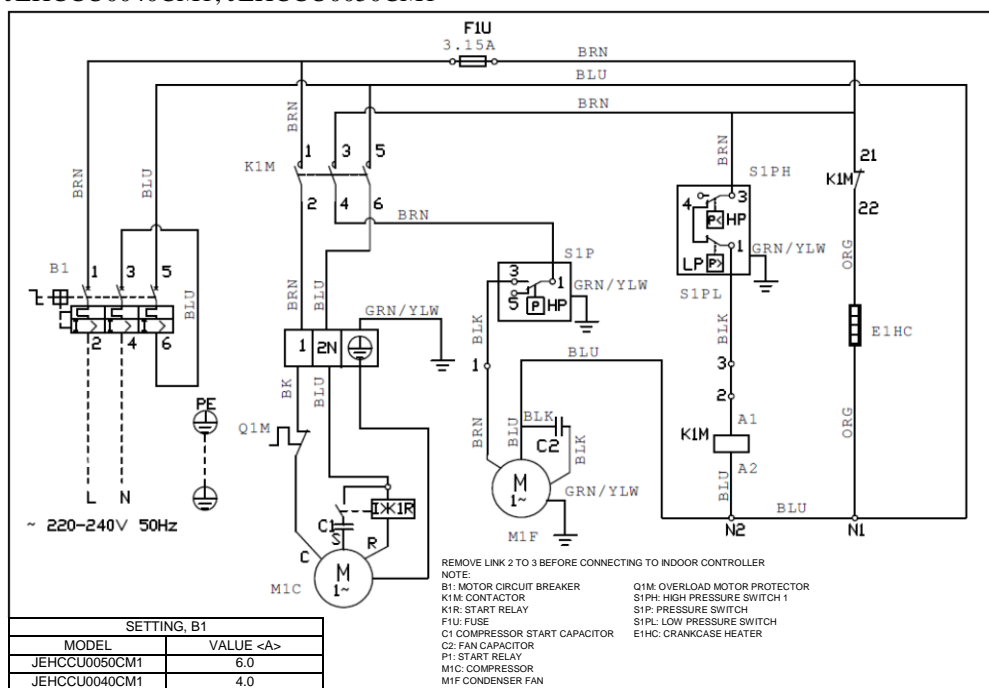 JEHCCU0040CM1, JEHCCU0050CM1
F1U
3.15A
BRN
BLU
BRN
BRN
BLU
BRN
BRN
1 3 5
K1M
2 4 6
BRN
BRN
S1PH
4 3
P< HP
1
LP P>
GRN/YLW
S1PL
21
K1M
22
ORG
B1
1 3 5
BLU
I> I> I>
2 4 6
BRN
BLU
GRN/YLW
S1P
3
1
5
P HP
GRN/YLW
1 2N
BLK
1
BLU
BLK
3
2
E1HC
PE
BK
BLU
Q1M
BRN
BLU
BLK
C2
BLK
K1M
A1
A2
ORG
L N
~ 220-240V 50Hz
I 1R
C1
S
C
R
M
1~
M1C
M
1~
GRN/YLW
M1F
BLU
BLU
N2
N1
REMOVE LINK 2 TO 3 BEFORE CONNECTING TO INDOOR CONTROLLER
NOTE:
B1: MOTOR CIRCUIT BREAKER
K1M: CONTACTOR
K1R: START RELAY
F1U: FUSE
C1 COMPRESSOR START CAPACITOR
C2: FAN CAPACITOR
P1: START RELAY
M1C: COMPRESSOR
M1F CONDENSER FAN
Q1M: OVERLOAD MOTOR PROTECTOR
S1PH: HIGH PRESSURE SWITCH 1
S1P: PRESSURE SWITCH
S1PL: LOW PRESSURE SWITCH
E1HC: CRANKCASE HEATER
SETTING, B1
MODEL VALUE <A>
JEHCCU0050CM1 6.0
JEHCCU0040CM1 4.0